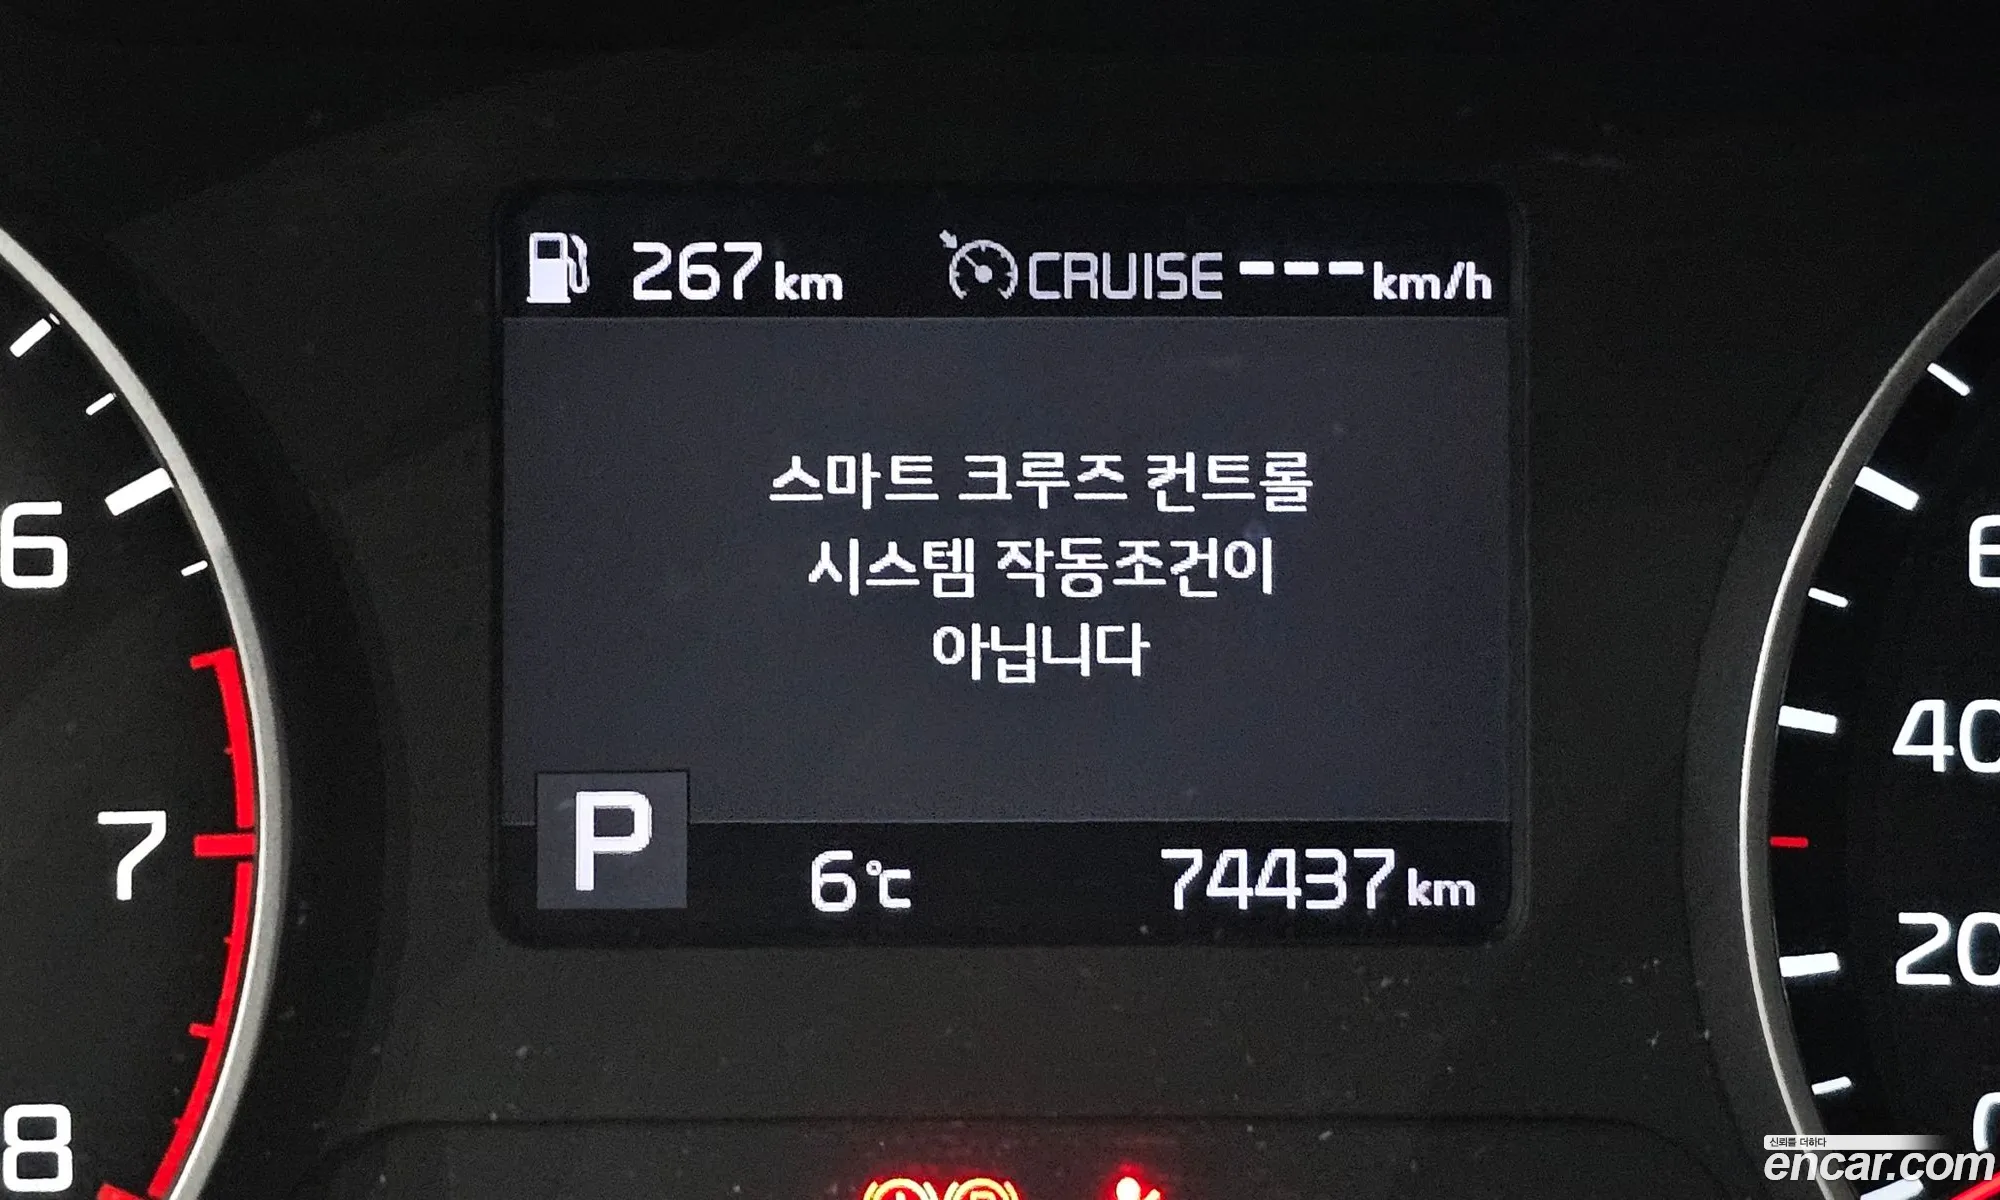 267 km
CRUISE --- km/h
스마트 크루즈 컨트롤
시스템 작동조건이
아닙니다
P
6℃
74437 km
6
7
8
6
40
20
0
신뢰를 더하다
encar.com